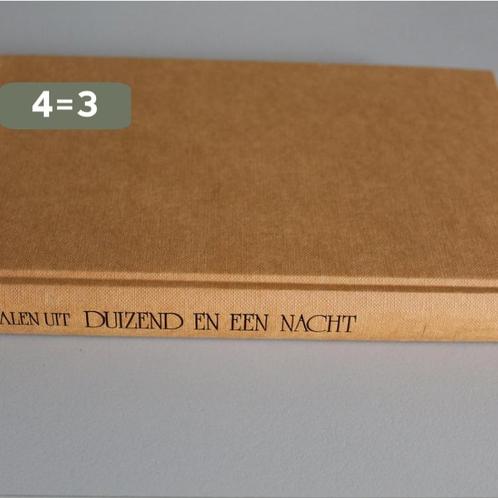 4=3
ALEN UIT DUIZEND EN EEN NACHT